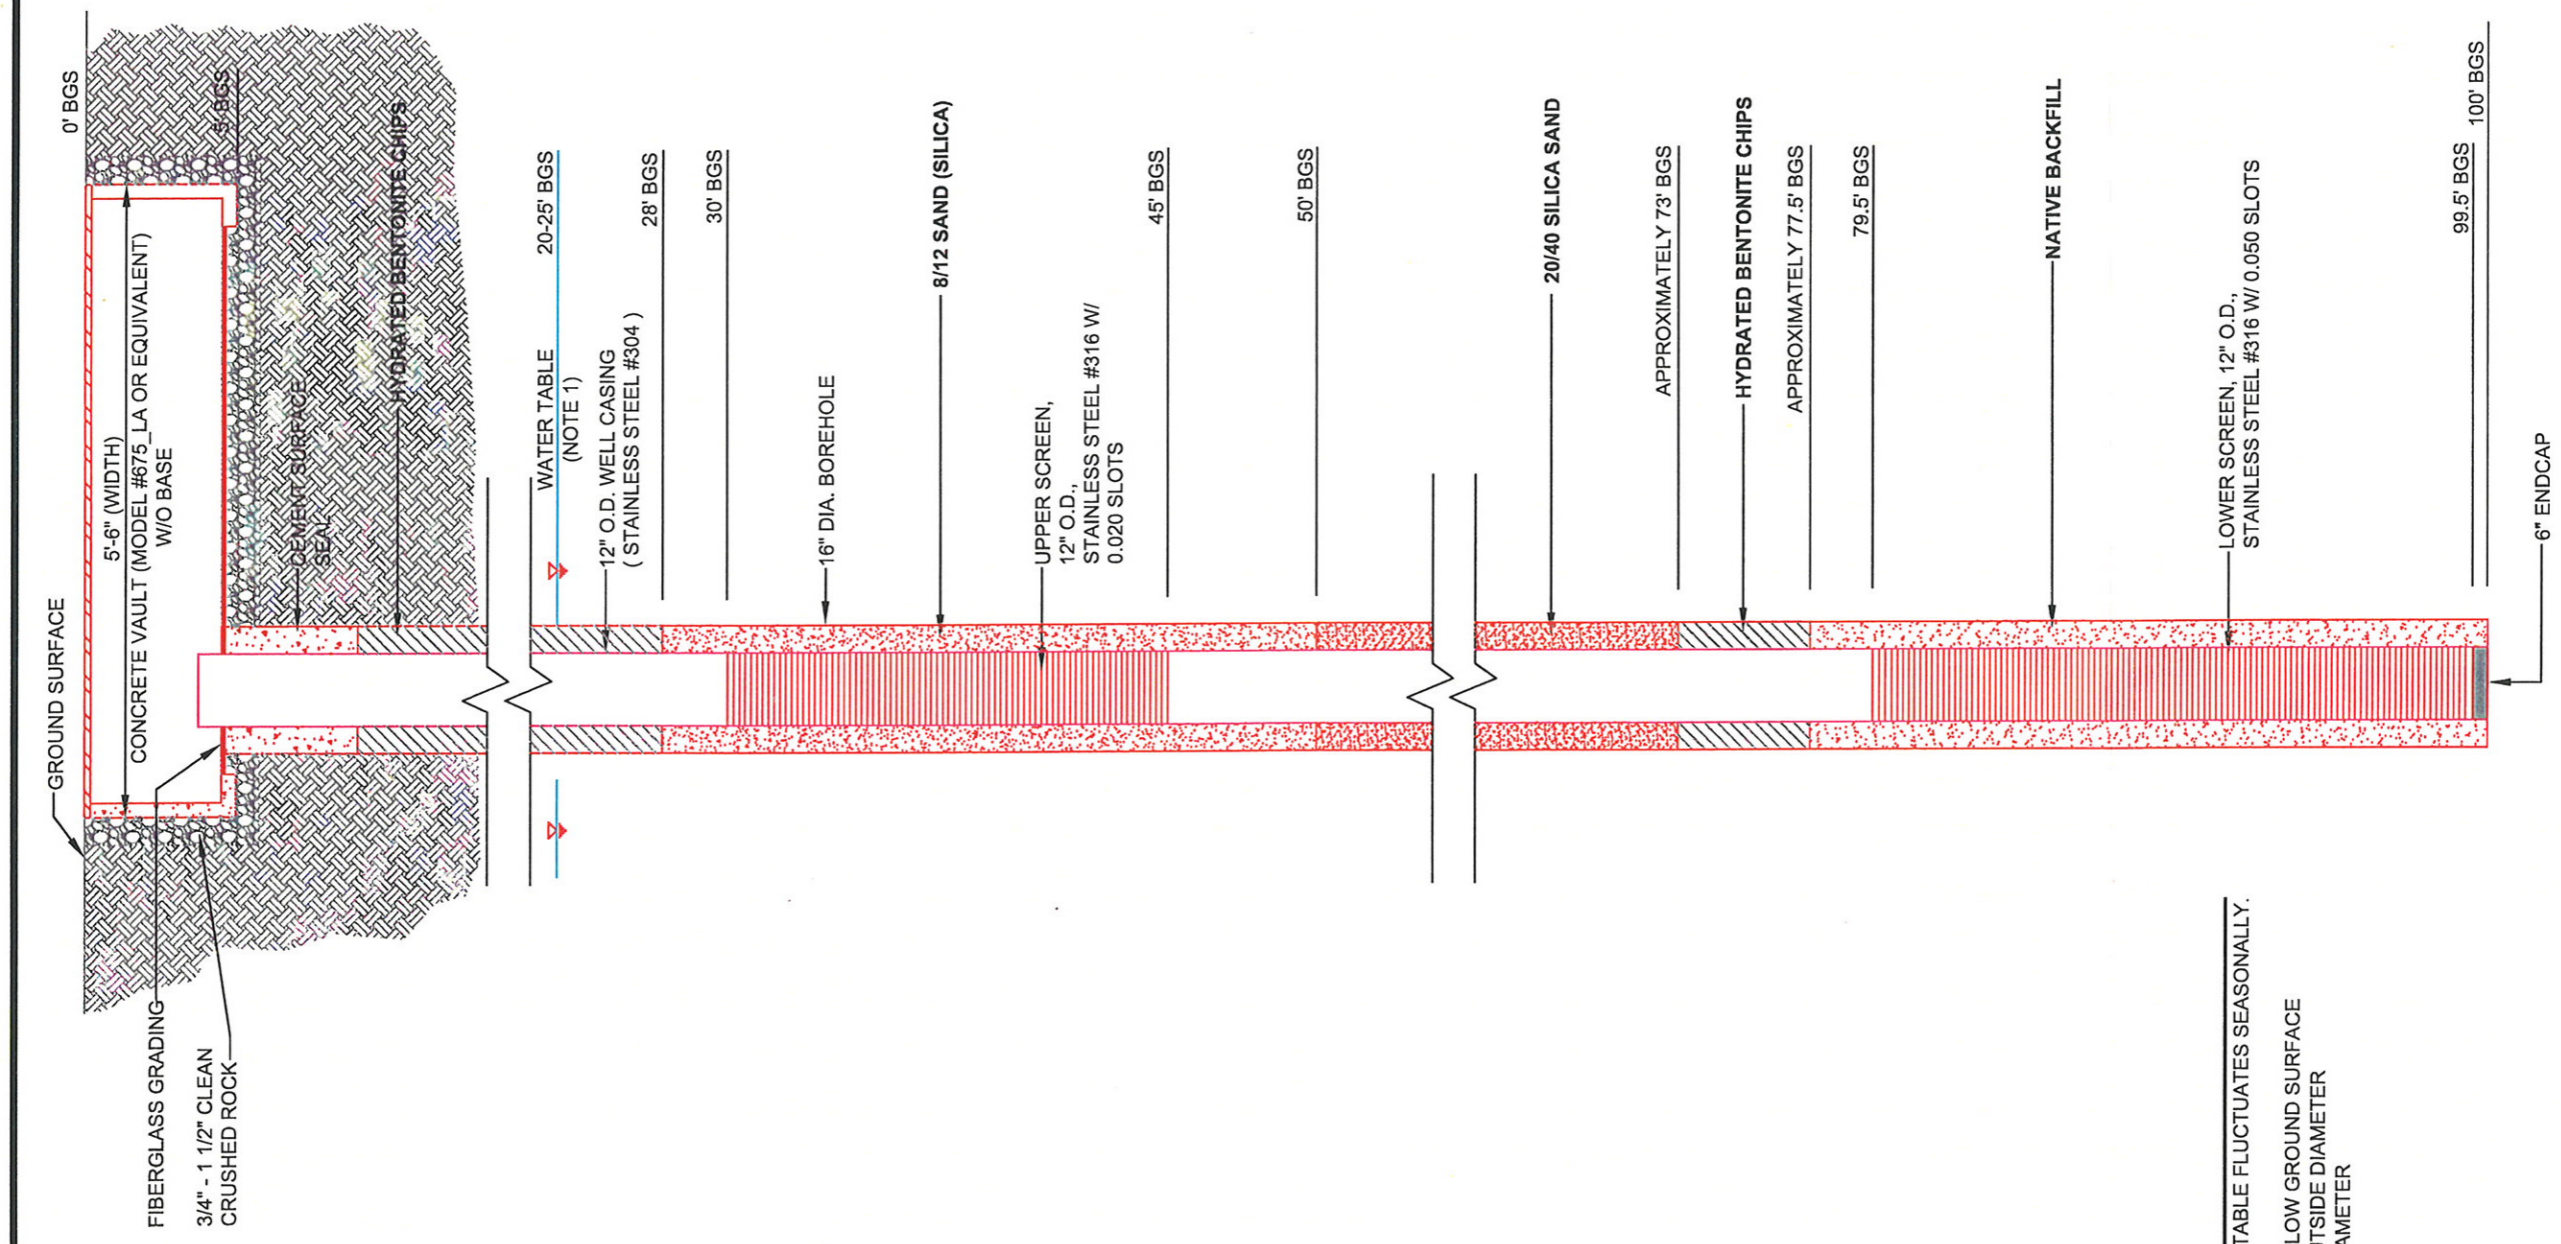 GROUND SURFACE
0' BGS
5'-6" (WIDTH)
CONCRETE VAULT (MODEL #675_LA OR EQUIVALENT)
W/O BASE
FIBERGLASS GRADING
3/4" - 1 1/2" CLEAN
CRUSHED ROCK
5' BGS
CEMENT SURFACE
SEAL
HYDRATED BENTONITE CHIPS
WATER TABLE
(NOTE 1)
20-25' BGS
12" O.D. WELL CASING
( STAINLESS STEEL #304 )
28' BGS
30' BGS
16" DIA. BOREHOLE
8/12 SAND (SILICA)
UPPER SCREEN,
12" O.D.,
STAINLESS STEEL #316 W/
0.020 SLOTS
45' BGS
50' BGS
20/40 SILICA SAND
APPROXIMATELY 73' BGS
HYDRATED BENTONITE CHIPS
APPROXIMATELY 77.5' BGS
79.5' BGS
NATIVE BACKFILL
LOWER SCREEN, 12" O.D.,
STAINLESS STEEL #316 W/ 0.050 SLOTS
99.5' BGS
100' BGS
6" ENDCAP
TABLE FLUCTUATES SEASONALLY.
LOW GROUND SURFACE
TSIDE DIAMETER
AMETER